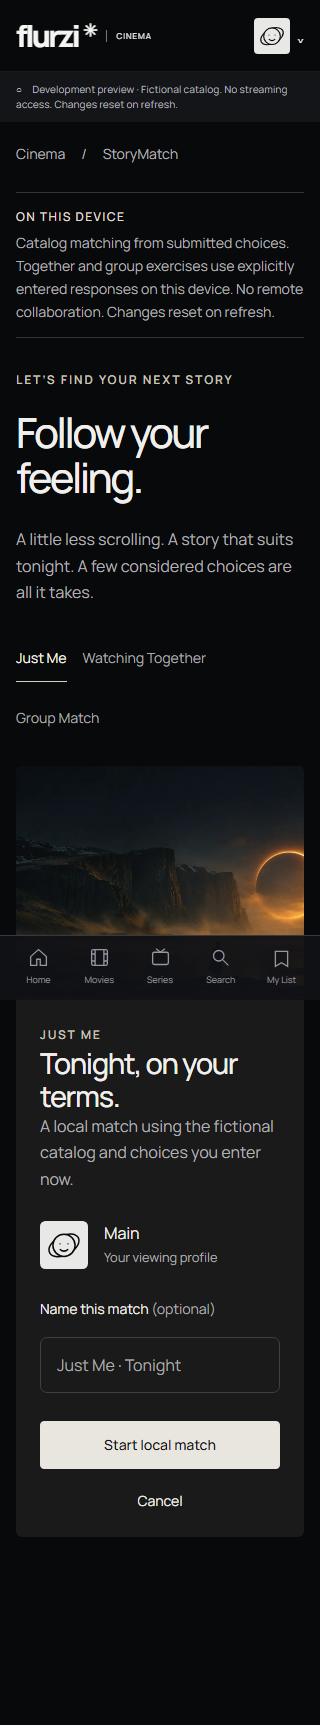 flurzi* | CINEMA
Development preview · Fictional catalog. No streaming
access. Changes reset on refresh.
Cinema / StoryMatch
ON THIS DEVICE
Catalog matching from submitted choices.
Together and group exercises use explicitly
entered responses on this device. No remote
collaboration. Changes reset on refresh.
LET'S FIND YOUR NEXT STORY
Follow your
feeling.
A little less scrolling. A story that suits
tonight. A few considered choices are
all it takes.
Just Me Watching Together
Group Match
Home Movies Series Search My List
JUST ME
Tonight, on your
terms.
A local match using the fictional
catalog and choices you enter
now.
Main
Your viewing profile
Name this match (optional)
Just Me · Tonight
Start local match
Cancel